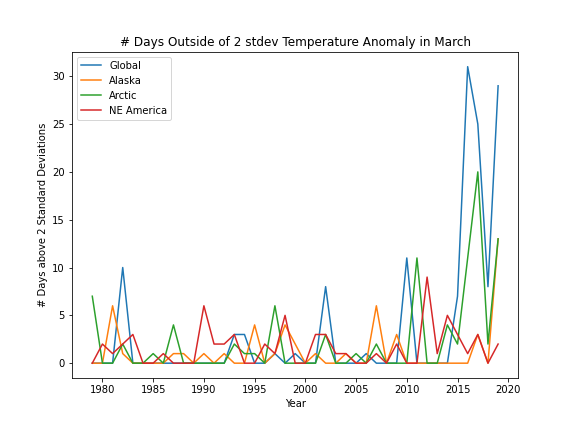 # Days Outside of 2 stdev Temperature Anomaly in March
Global
Alaska
Arctic
NE America
# Days above 2 Standard Deviations
30
25
20
15
10
5
0
1980 1985 1990 1995 2000 2005 2010 2015 2020
Year